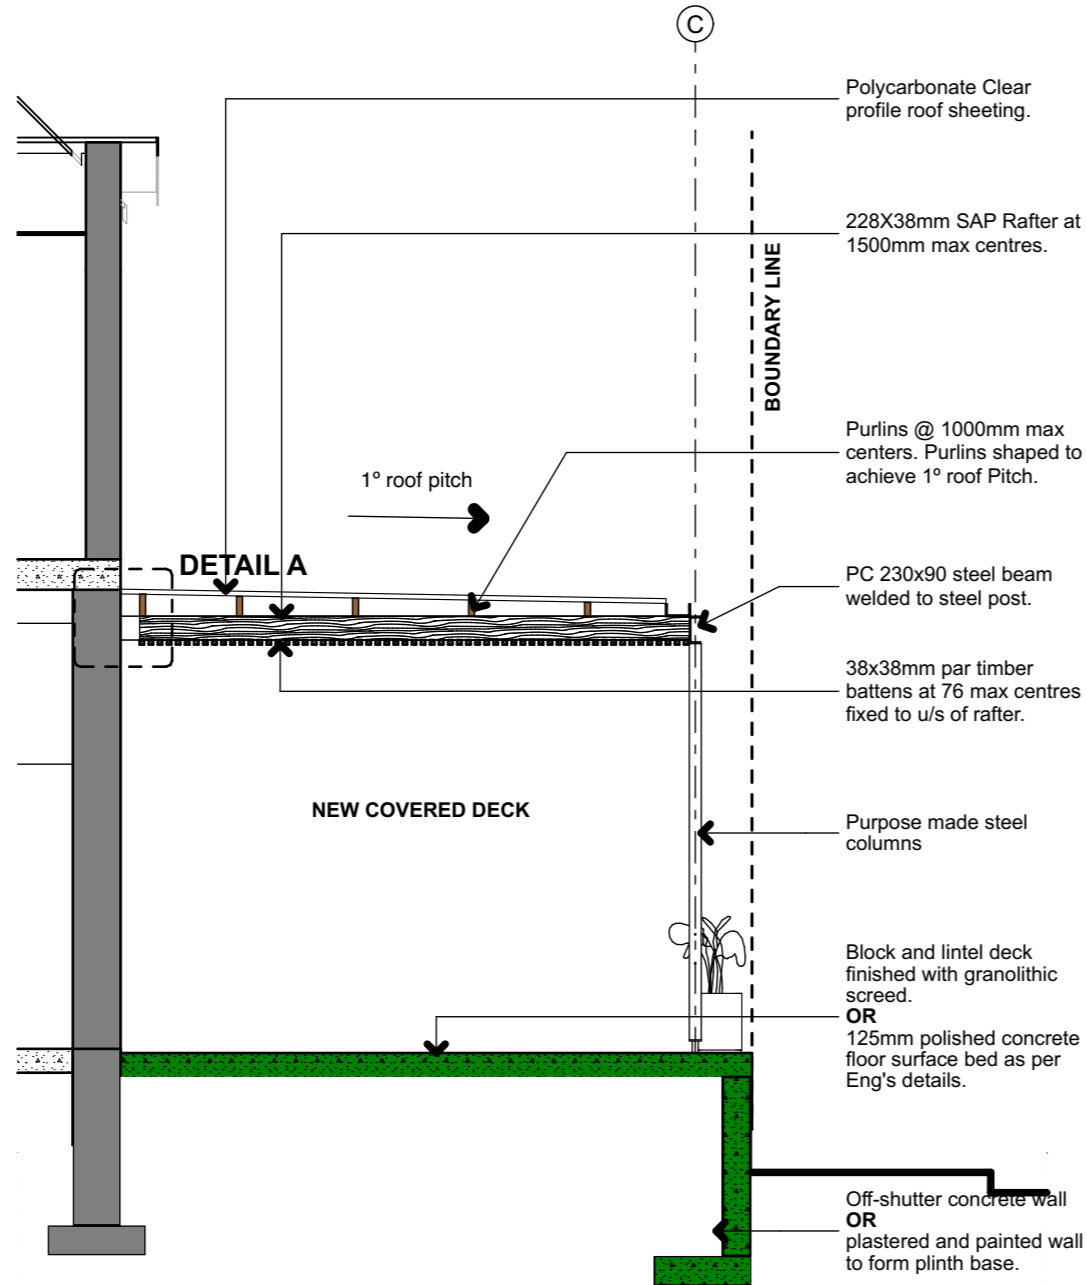 C
Polycarbonate Clear
profile roof sheeting.
228X38mm SAP Rafter at
1500mm max centres.
BOUNDARY LINE
Purlins @ 1000mm max
centers. Purlins shaped to
achieve 1º roof Pitch.
1º roof pitch
DETAIL A
PC 230x90 steel beam
welded to steel post.
38x38mm par timber
battens at 76 max centres
fixed to u/s of rafter.
NEW COVERED DECK
Purpose made steel
columns
Block and lintel deck
finished with granolithic
screed.
OR
125mm polished concrete
floor surface bed as per
Eng's details.
Off-shutter concrete wall
OR
plastered and painted wall
to form plinth base.